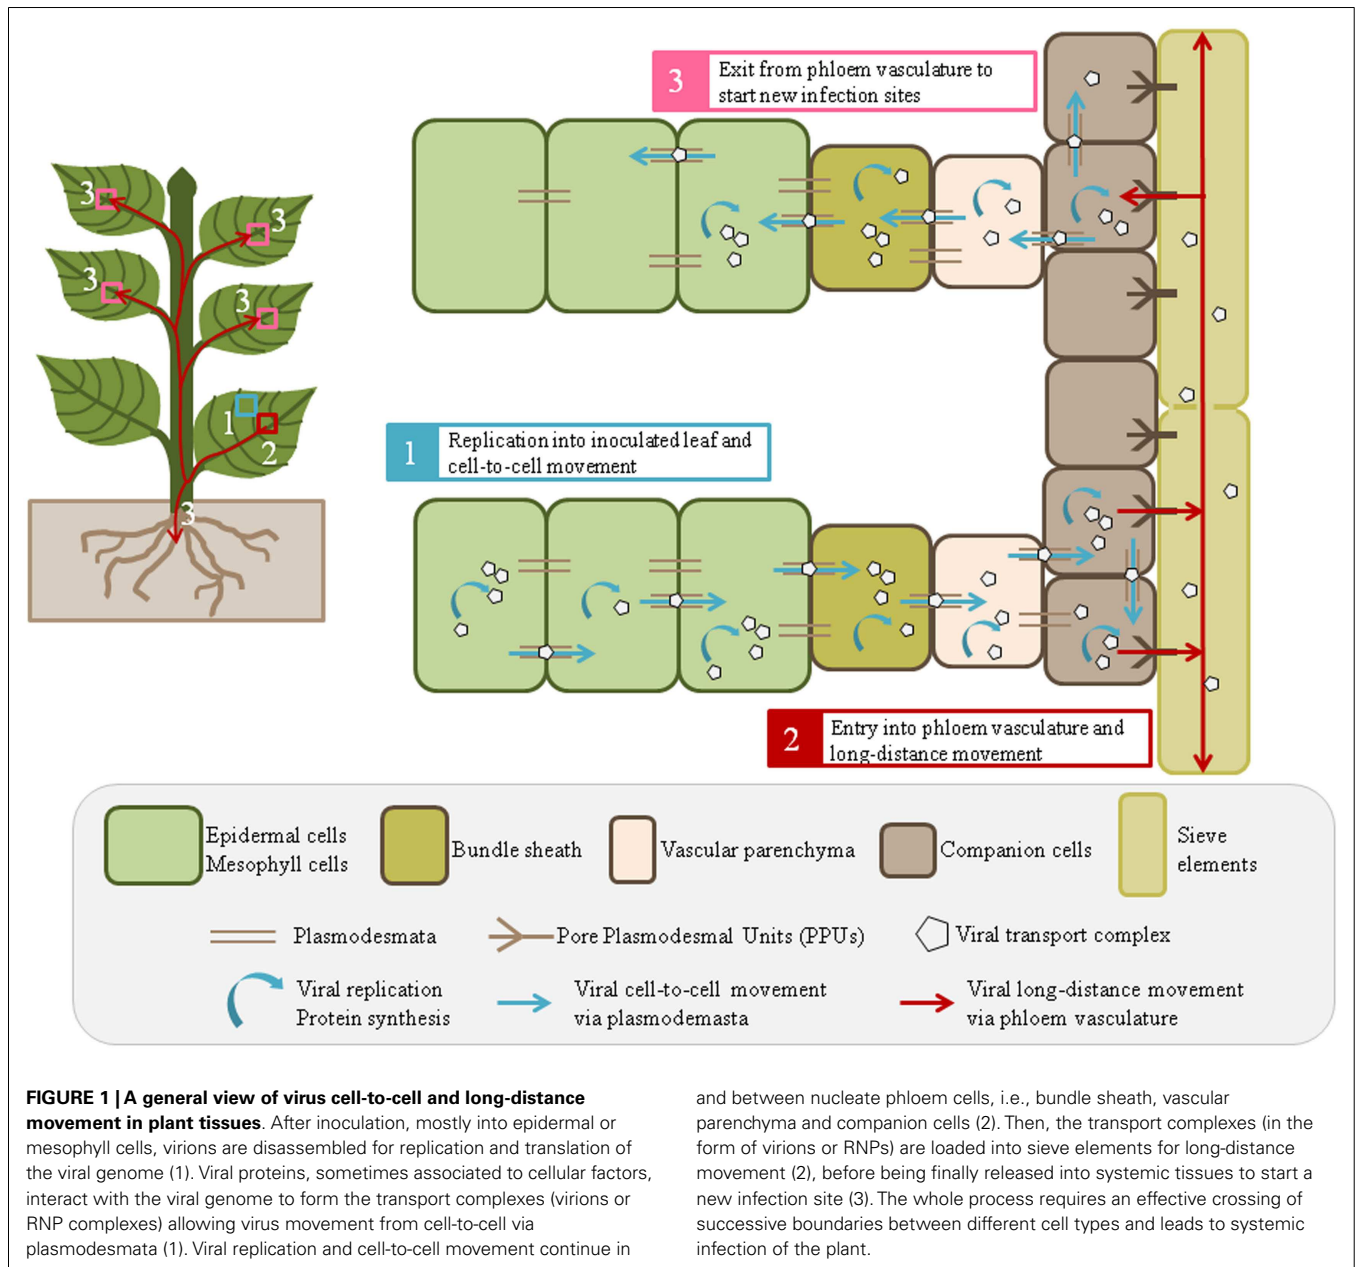 3
Exit from phloem vasculature to
start new infection sites
3
3
3
3
1
2
3
1
Replication into inoculated leaf and
cell-to-cell movement
2
Entry into phloem vasculature and
long-distance movement
Epidermal cells
Mesophyll cells
Bundle sheath
Vascular parenchyma
Companion cells
Sieve
elements
Plasmodesmata
Pore Plasmodesmal Units (PPUs)
Viral transport complex
Viral replication
Protein synthesis
Viral cell-to-cell movement
via plasmodemasta
Viral long-distance movement
via phloem vasculature
FIGURE 1 | A general view of virus cell-to-cell and long-distance
movement in plant tissues. After inoculation, mostly into epidermal or
mesophyll cells, virions are disassembled for replication and translation of
the viral genome (1). Viral proteins, sometimes associated to cellular factors,
interact with the viral genome to form the transport complexes (virions or
RNP complexes) allowing virus movement from cell-to-cell via
plasmodesmata (1). Viral replication and cell-to-cell movement continue in
and between nucleate phloem cells, i.e., bundle sheath, vascular
parenchyma and companion cells (2). Then, the transport complexes (in the
form of virions or RNPs) are loaded into sieve elements for long-distance
movement (2), before being finally released into systemic tissues to start a
new infection site (3). The whole process requires an effective crossing of
successive boundaries between different cell types and leads to systemic
infection of the plant.